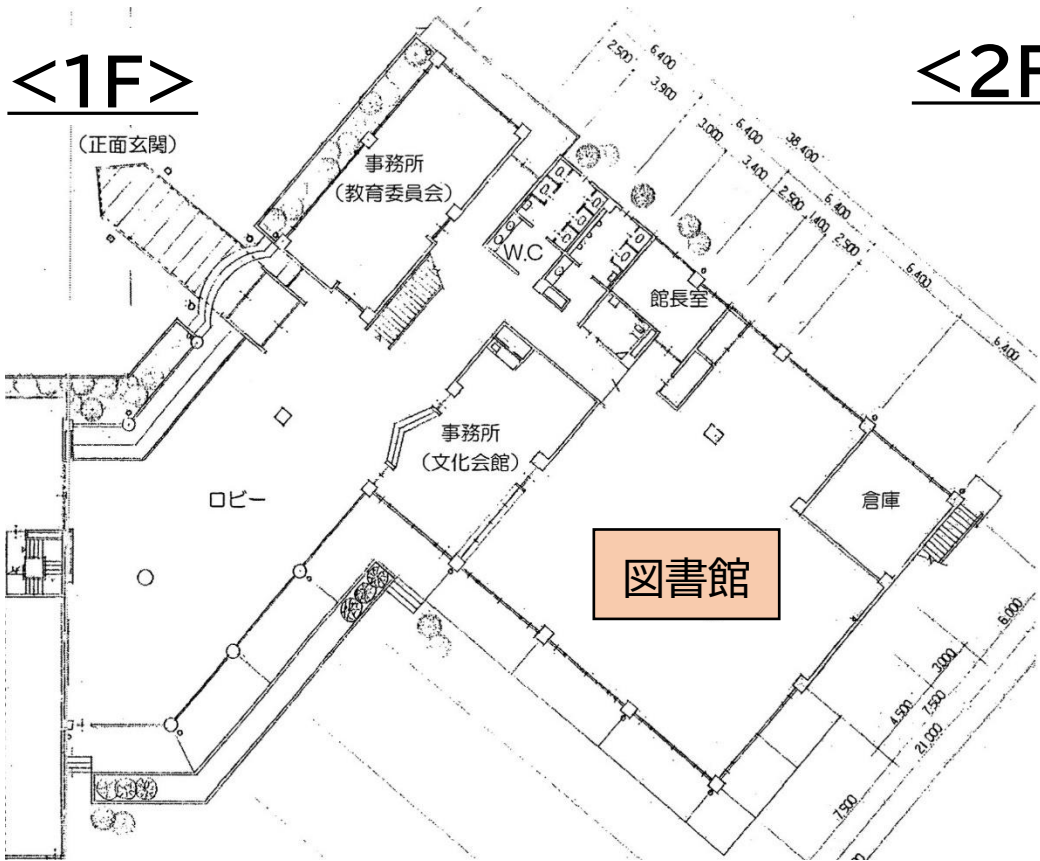 <1F>
<2F
(正面玄関)
事務所
(教育委員会)
W.C
館長室
事務所
(文化会館)
ロビー
倉庫
図書館
2,500
6,400
3,900
3,000
6,400
38,400
3,400
6,400
2,500
1,400
2,500
6,400
6,400
6,000
3,000
4,500
7,500
21,000
7,500